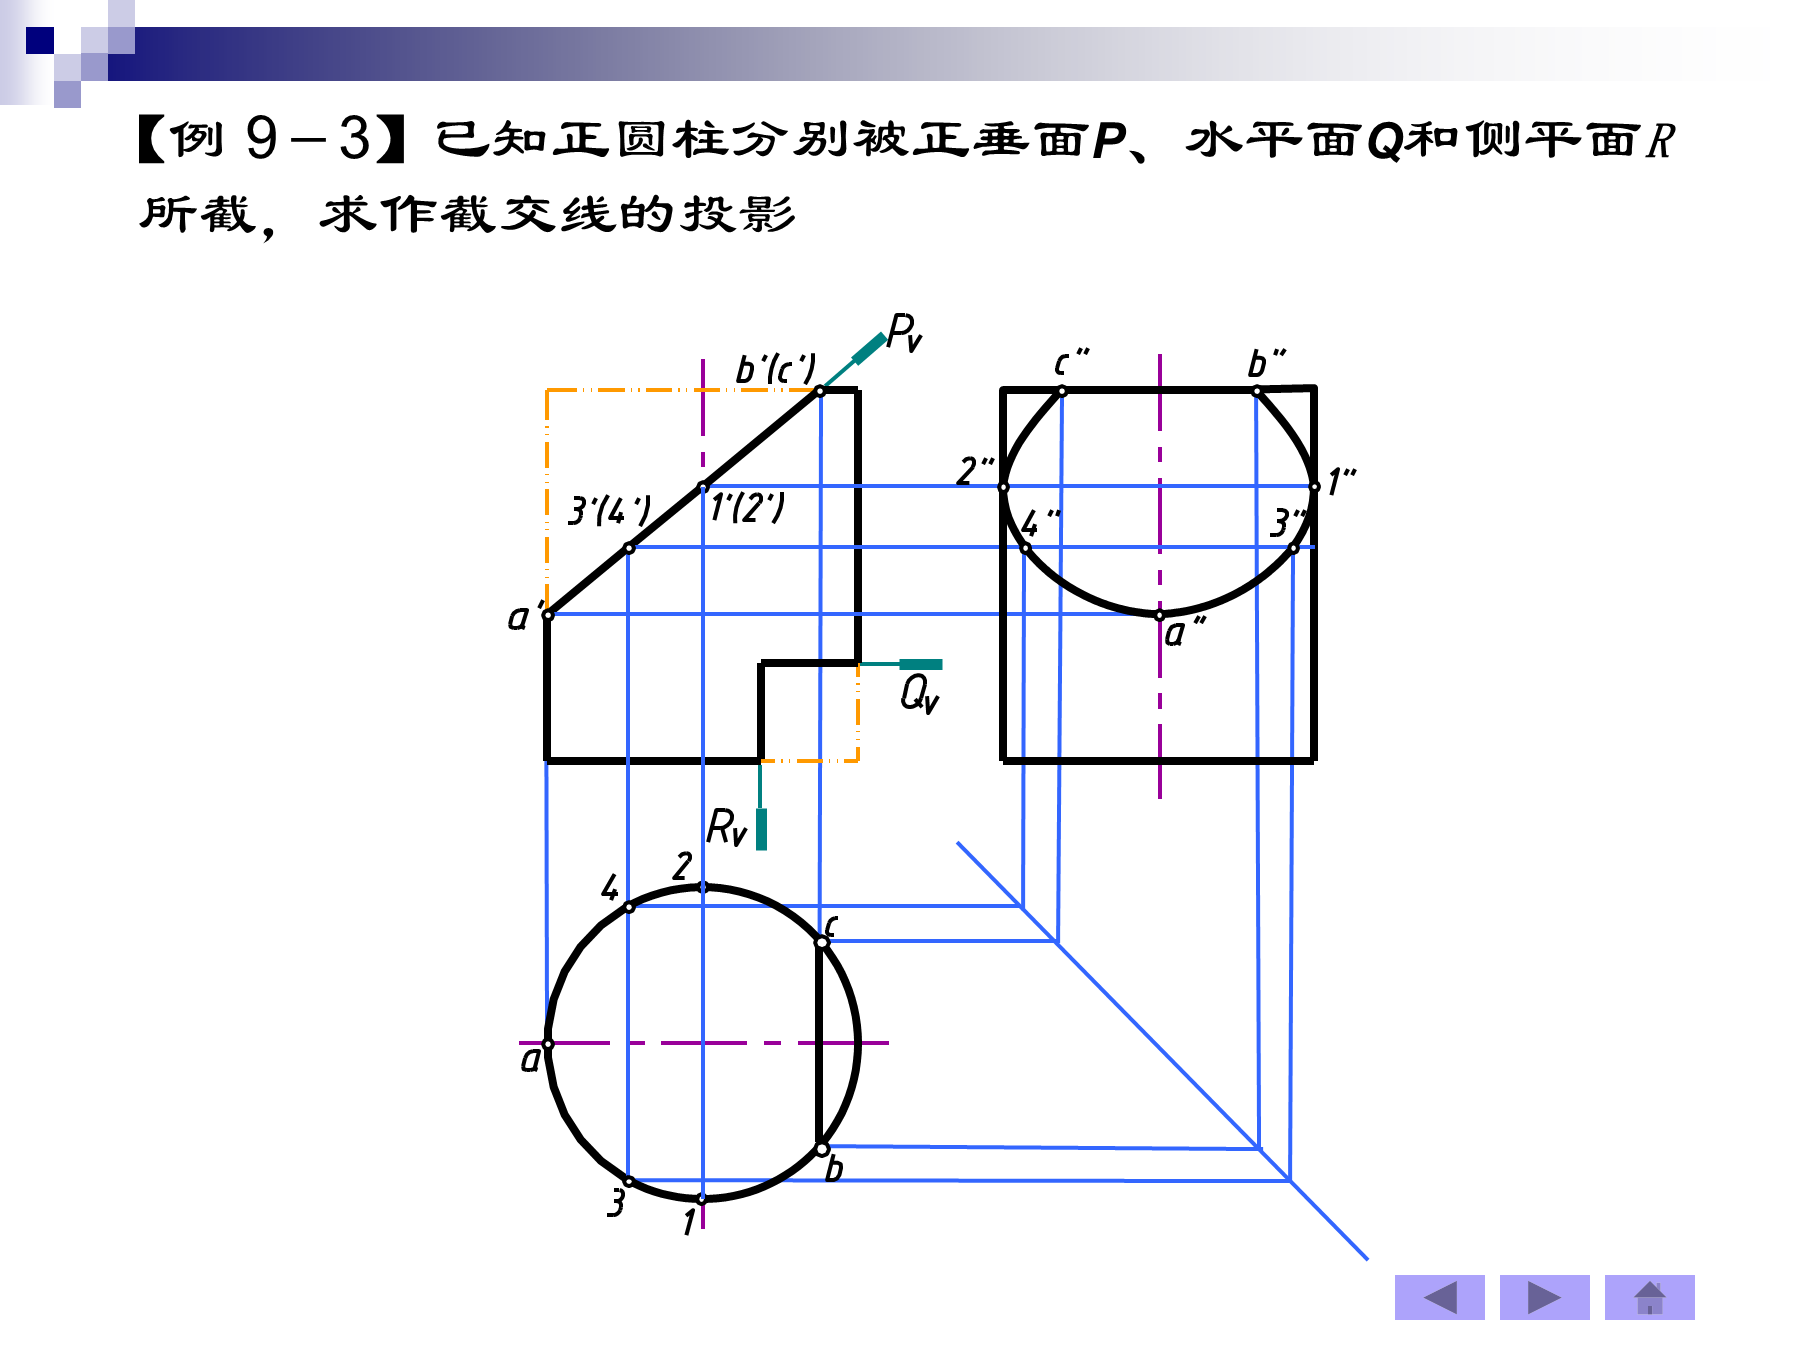 【例 9－3】已知正圆柱分别被正垂面P、水平面Q和侧平面R
所截，求作截交线的投影
PV
b'(c')
c"
b"
2"
1"
3'(4')
1'(2')
4"
3"
a'
a"
QV
RV
2
4
c
a
b
3
1